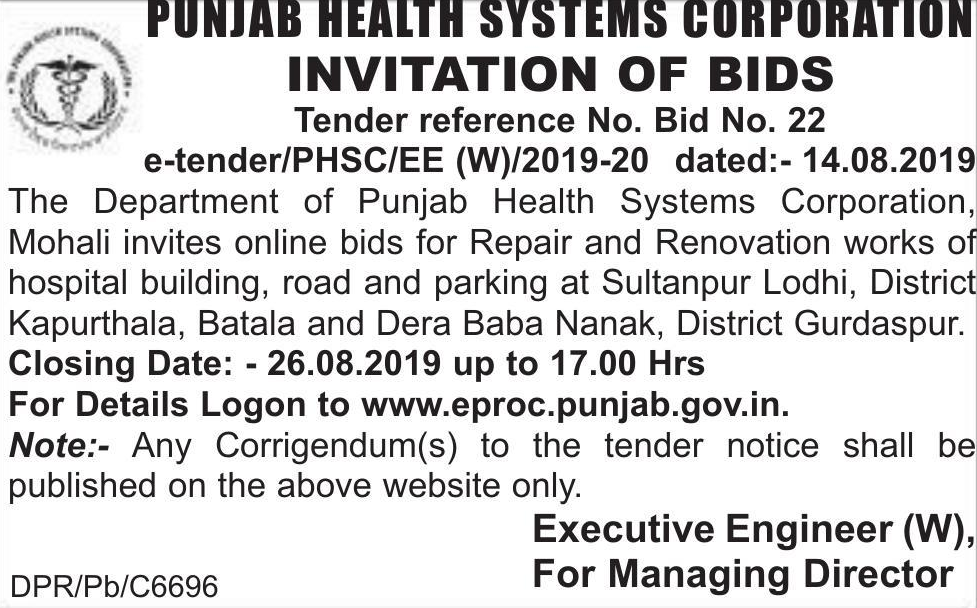 PUNJAB HEALTH SYSTEMS CORPORATION
INVITATION OF BIDS
Tender reference No. Bid No. 22
e-tender/PHSC/EE (W)/2019-20 dated:- 14.08.2019
The Department of Punjab Health Systems Corporation,
Mohali invites online bids for Repair and Renovation works of
hospital building, road and parking at Sultanpur Lodhi, District
Kapurthala, Batala and Dera Baba Nanak, District Gurdaspur.
Closing Date: - 26.08.2019 up to 17.00 Hrs
For Details Logon to www.eproc.punjab.gov.in.
Note:- Any Corrigendum(s) to the tender notice shall be
published on the above website only.
Executive Engineer (W),
For Managing Director
DPR/Pb/C6696